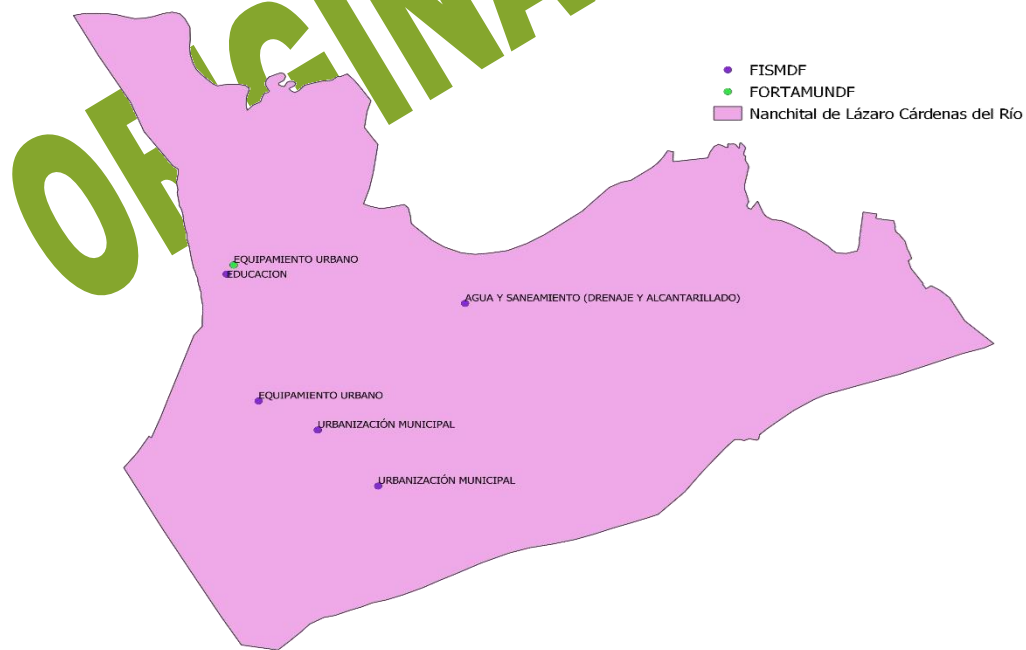 OFICINA
FISMDF
FORTAMUNDF
Nanchital de Lázaro Cárdenas del Río
EQUIPAMIENTO URBANO
EDUCACION
AGUA Y SANEAMIENTO (DRENAJE Y ALCANTARILLADO)
EQUIPAMIENTO URBANO
URBANIZACIÓN MUNICIPAL
URBANIZACIÓN MUNICIPAL